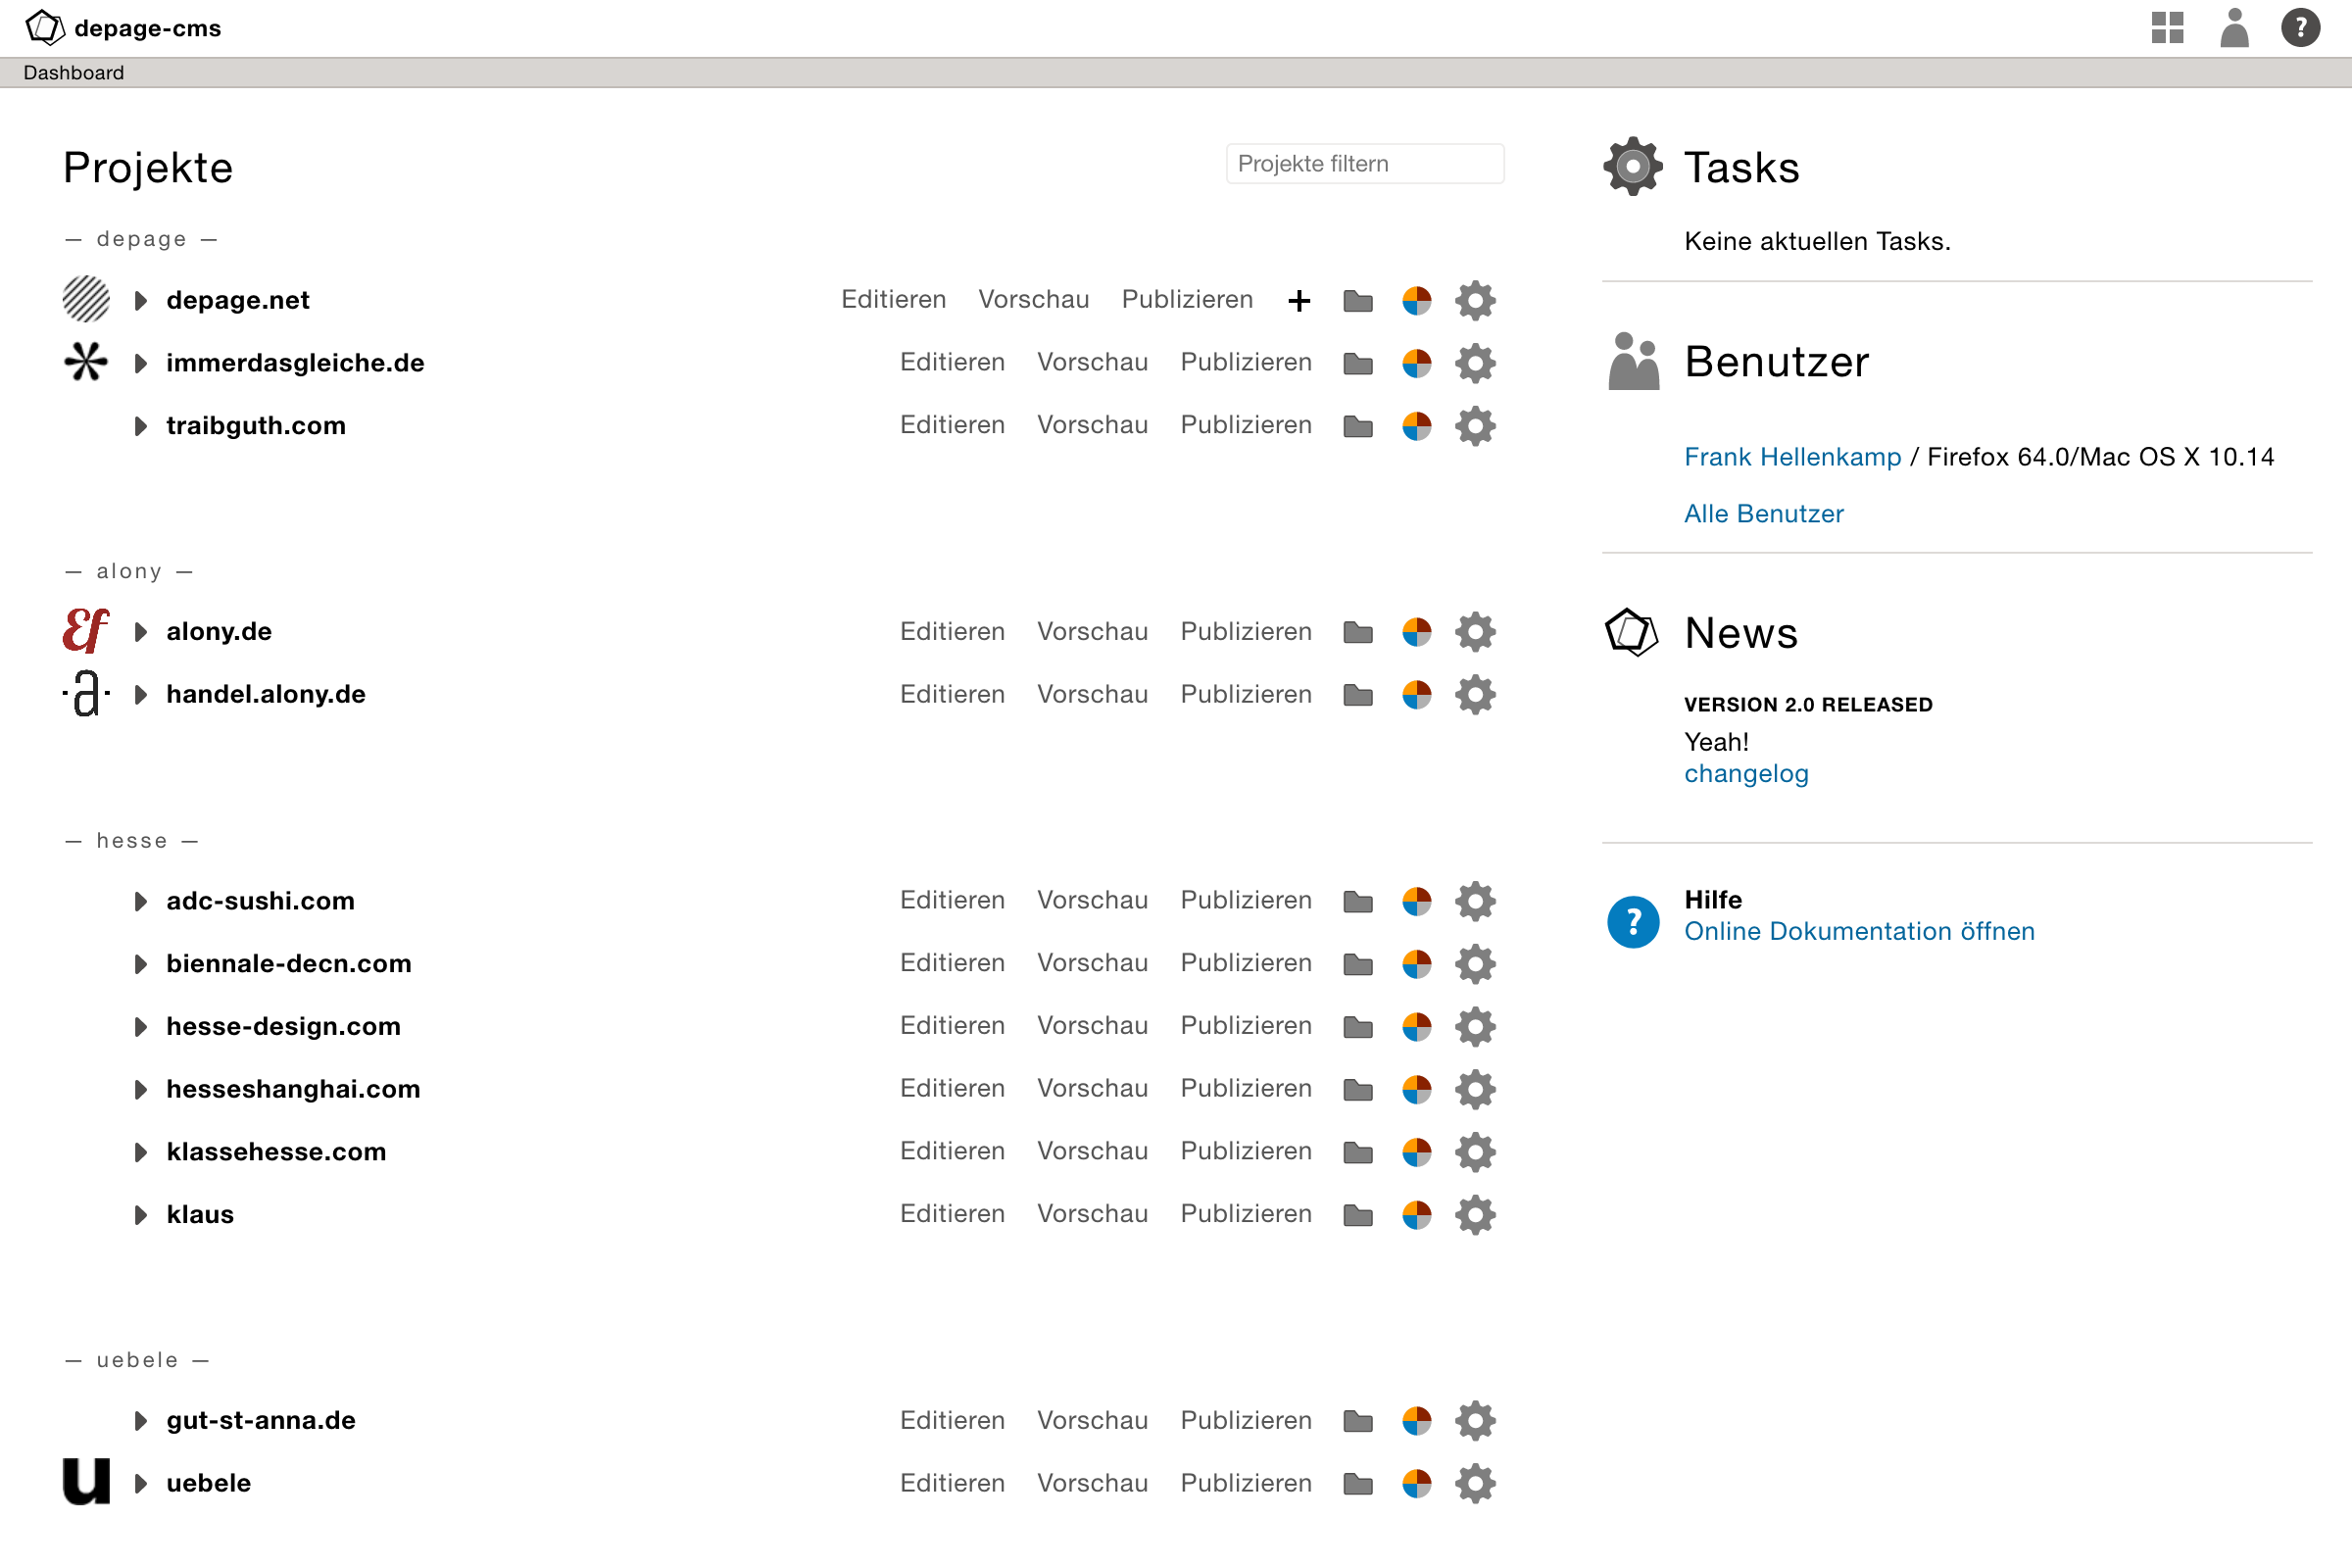 depage-cms
?
Dashboard
Projekte
Projekte filtern
— depage —
depage.net Editieren Vorschau Publizieren +
immerdasgleiche.de Editieren Vorschau Publizieren
traibguth.com Editieren Vorschau Publizieren
— alony —
alony.de Editieren Vorschau Publizieren
a handel.alony.de Editieren Vorschau Publizieren
— hesse —
adc-sushi.com Editieren Vorschau Publizieren
biennale-decn.com Editieren Vorschau Publizieren
hesse-design.com Editieren Vorschau Publizieren
hesseshanghai.com Editieren Vorschau Publizieren
klassehesse.com Editieren Vorschau Publizieren
klaus Editieren Vorschau Publizieren
— uebele —
gut-st-anna.de Editieren Vorschau Publizieren
u uebele Editieren Vorschau Publizieren
Tasks
Keine aktuellen Tasks.
Benutzer
Frank Hellenkamp / Firefox 64.0/Mac OS X 10.14
Alle Benutzer
News
VERSION 2.0 RELEASED
Yeah!
changelog
?
Hilfe
Online Dokumentation öffnen